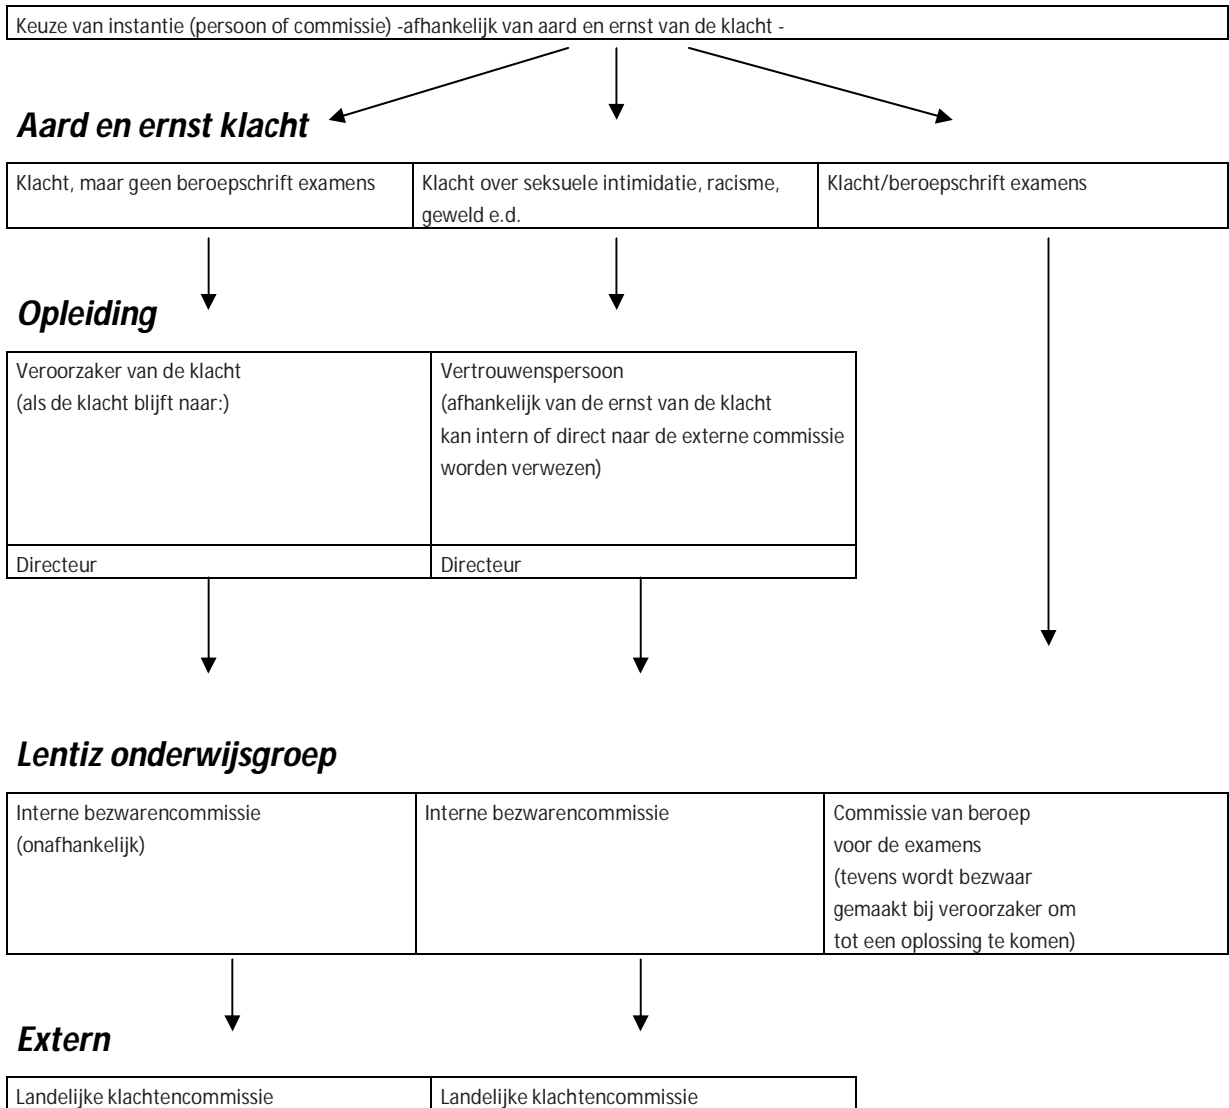 Keuze van instantie (persoon of commissie) -afhankelijk van aard en ernst van de klacht -
Aard en ernst klacht
Klacht, maar geen beroepschrift examens
Klacht over seksuele intimidatie, racisme,
geweld e.d.
Klacht/beroepschrift examens
Opleiding
Veroorzaker van de klacht
(als de klacht blijft naar:)
Vertrouwenspersoon
(afhankelijk van de ernst van de klacht
kan intern of direct naar de externe commissie
worden verwezen)
Directeur
Directeur
Lentiz onderwijsgroep
Interne bezwarencommissie
(onafhankelijk)
Interne bezwarencommissie
Commissie van beroep
voor de examens
(tevens wordt bezwaar
gemaakt bij veroorzaker om
tot een oplossing te komen)
Extern
Landelijke klachtencommissie
Landelijke klachtencommissie